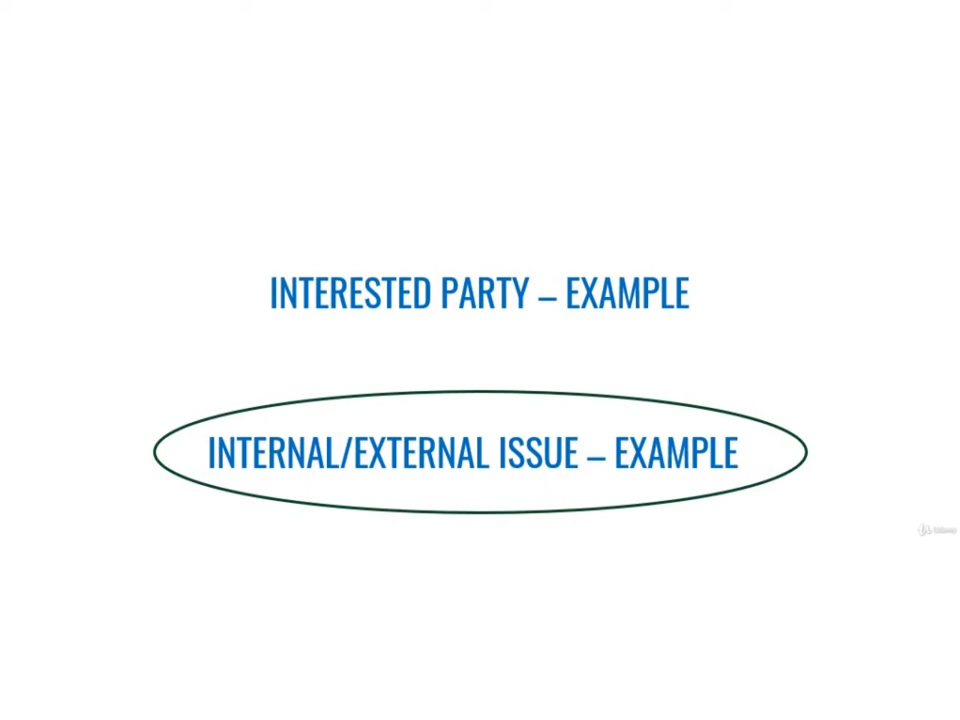 INTERESTED PARTY – EXAMPLE
INTERNAL/EXTERNAL ISSUE – EXAMPLE